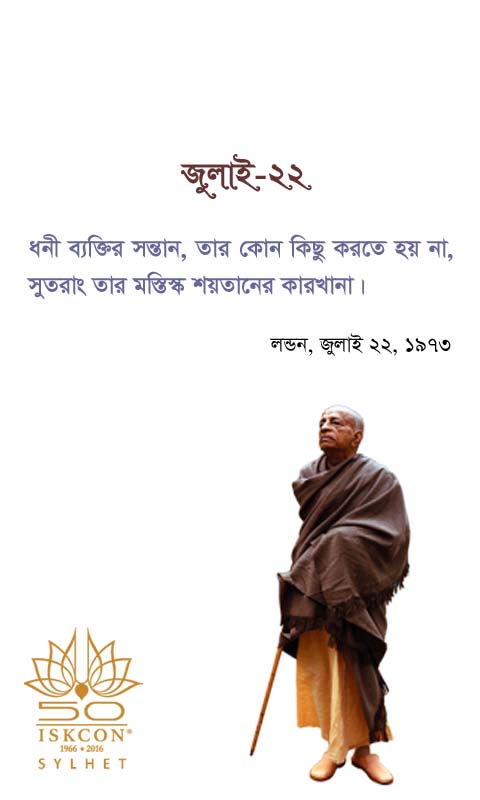 জুলাই-২২
ধনী ব্যক্তির সন্তান, তার কোন কিছু করতে হয় না,
সুতরাং তার মস্তিস্ক শয়তানের কারখানা।
লন্ডন, জুলাই ২২, ১৯৭৩
50
ISKCON®
1966 • 2016
SYLHET